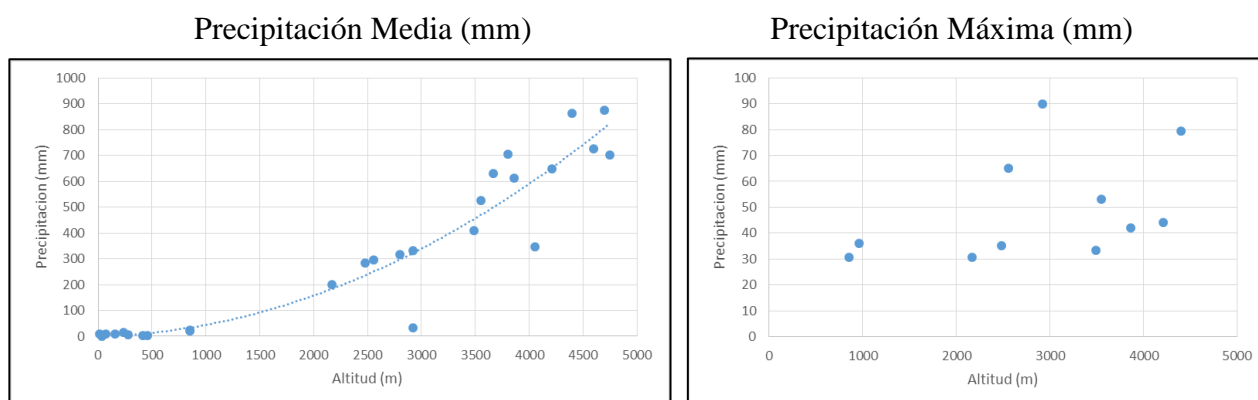 Precipitación Media (mm)
Precipitación Máxima (mm)
1000
900
800
700
600
500
400
300
200
100
0
Precipitacion (mm)
0 500 1000 1500 2000 2500 3000 3500 4000 4500 5000
Altitud (m)
100
90
80
70
60
50
40
30
20
10
0
Precipitacion (mm)
0 1000 2000 3000 4000 5000
Altitud (m)